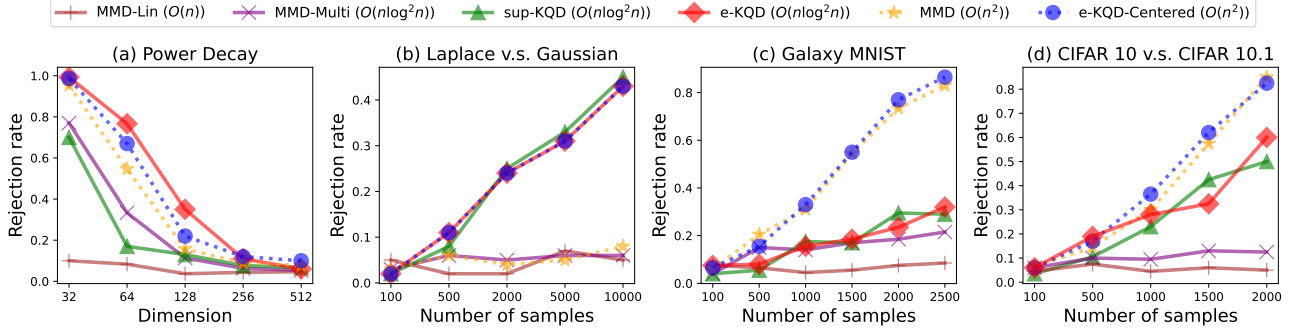 MMD-Lin (O(n)) MMD-Multi (O(nlog²n)) sup-KQD (O(nlog²n)) e-KQD (O(nlog²n)) MMD (O(n²)) e-KQD-Centered (O(n²))
(a) Power Decay
Rejection rate
1.0
0.8
0.6
0.4
0.2
0.0
32 64 128 256 512
Dimension
(b) Laplace v.s. Gaussian
Rejection rate
0.4
0.3
0.2
0.1
0.0
100 500 2000 5000 10000
Number of samples
(c) Galaxy MNIST
Rejection rate
0.8
0.6
0.4
0.2
0.0
100 500 1000 1500 2000 2500
Number of samples
(d) CIFAR 10 v.s. CIFAR 10.1
Rejection rate
0.8
0.7
0.6
0.5
0.4
0.3
0.2
0.1
0.0
100 500 1000 1500 2000
Number of samples